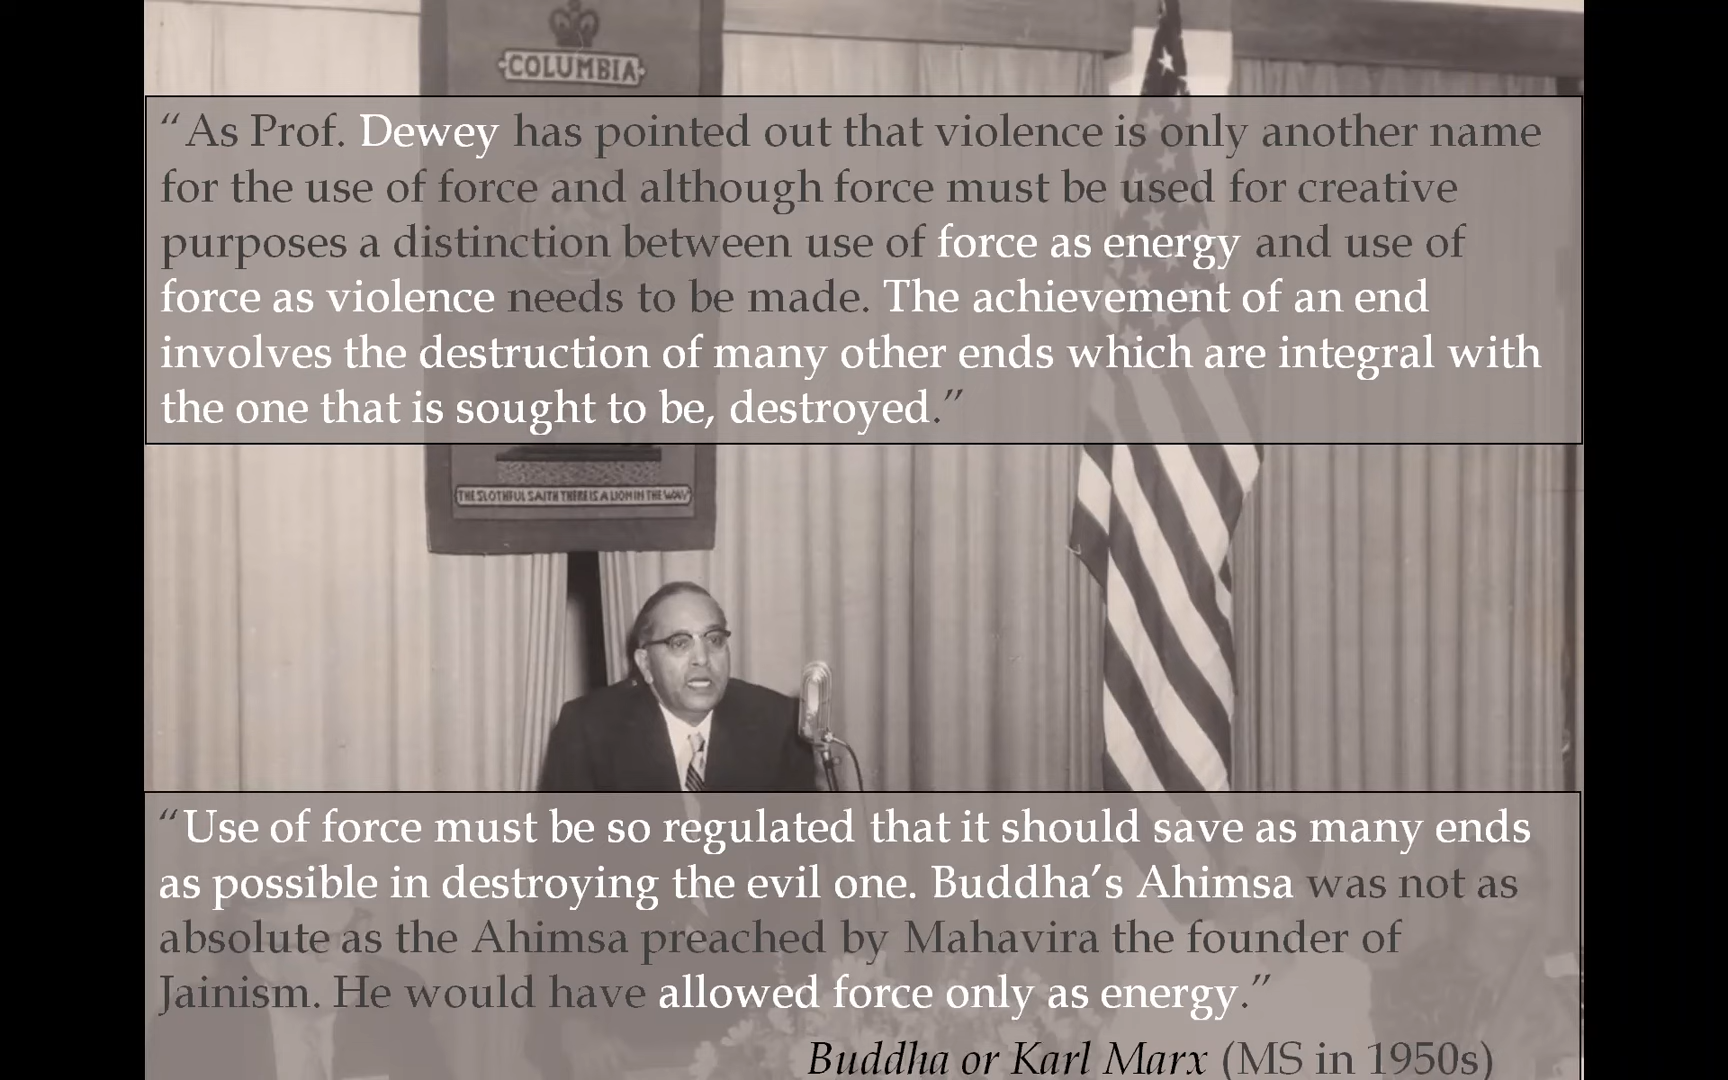 COLUMBIA
“As Prof. Dewey has pointed out that violence is only another name
for the use of force and although force must be used for creative
purposes a distinction between use of force as energy and use of
force as violence needs to be made. The achievement of an end
involves the destruction of many other ends which are integral with
the one that is sought to be, destroyed.”
THE SLOTHFUL SAITH THERE IS A LION IN THE WAY
“Use of force must be so regulated that it should save as many ends
as possible in destroying the evil one. Buddha’s Ahimsa was not as
absolute as the Ahimsa preached by Mahavira the founder of
Jainism. He would have allowed force only as energy.”
Buddha or Karl Marx (MS in 1950s)